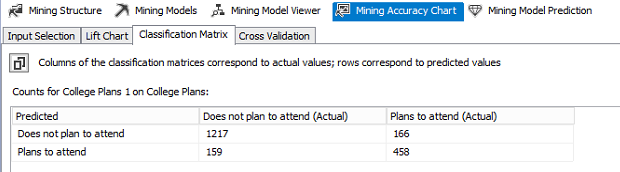 Mining Structure Mining Models Mining Model Viewer Mining Accuracy Chart Mining Model Prediction
Input Selection Lift Chart Classification Matrix Cross Validation
Columns of the classification matrices correspond to actual values; rows correspond to predicted values
Counts for College Plans 1 on College Plans:
Predicted Does not plan to attend (Actual) Plans to attend (Actual)
Does not plan to attend 1217 166
Plans to attend 159 458